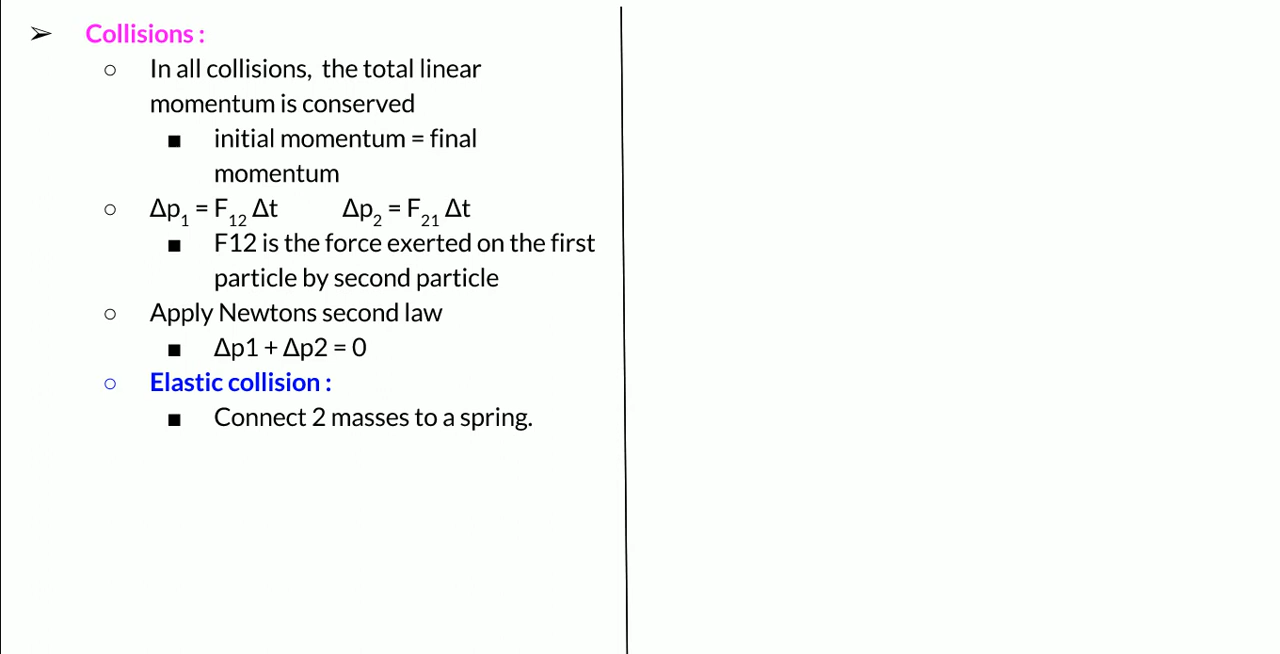 ➢ Collisions :
○ In all collisions, the total linear
momentum is conserved
■ initial momentum = final
momentum
○ Δp₁ = F₁₂ Δt Δp₂ = F₂₁ Δt
■ F12 is the force exerted on the first
particle by second particle
○ Apply Newtons second law
■ Δp1 + Δp2 = 0
○ Elastic collision :
■ Connect 2 masses to a spring.